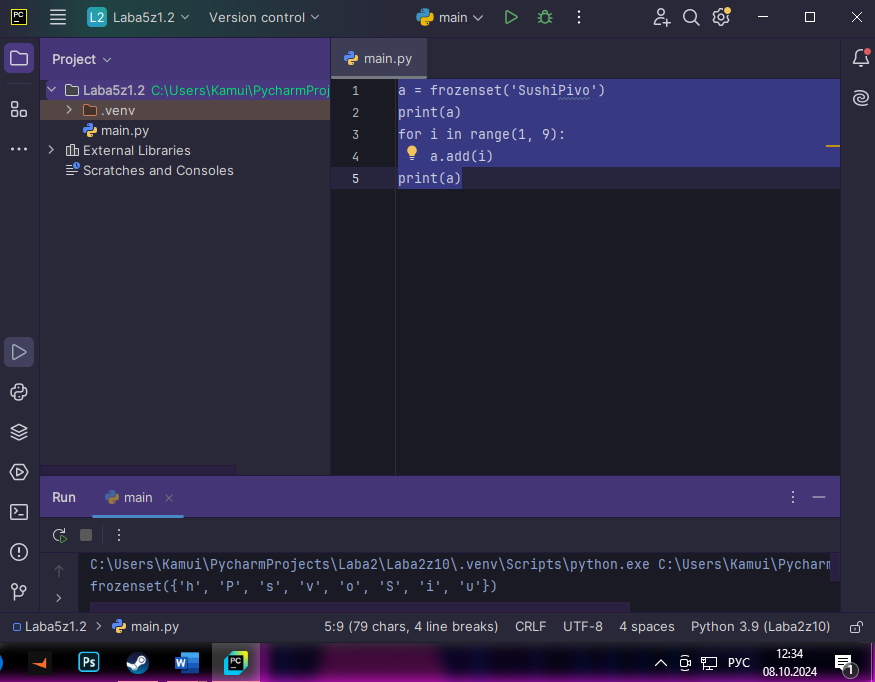 PC L2 Laba5z1.2 Version control main
Project main.py
Laba5z1.2 C:\Users\Kamui\PycharmProj
.venv
main.py
External Libraries
Scratches and Consoles
1 a = frozenset('SushiPivo')
2 print(a)
3 for i in range(1, 9):
4 a.add(i)
5 print(a)
Run main
C:\Users\Kamui\PycharmProjects\Laba2\Laba2z10\.venv\Scripts\python.exe C:\Users\Kamui\Pycharm
frozenset({'h', 'P', 's', 'v', 'o', 'S', 'i', 'u'})
Laba5z1.2 > main.py 5:9 (79 chars, 4 line breaks) CRLF UTF-8 4 spaces Python 3.9 (Laba2z10)
Ps W PC РУС 12:34
08.10.2024 1